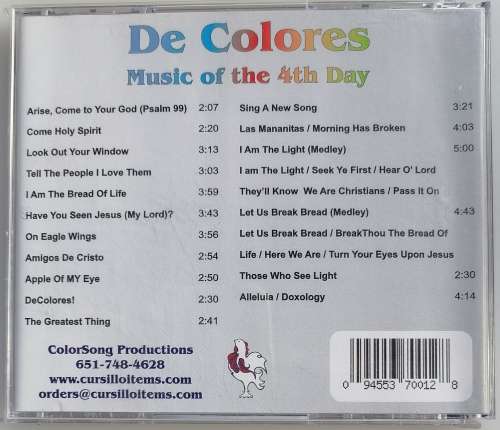 De Colores
Music of the 4th Day
Arise, Come to Your God (Psalm 99) 2:07
Come Holy Spirit 2:20
Look Out Your Window 3:13
Tell The People I Love Them 3:03
I Am The Bread Of Life 3:59
Have You Seen Jesus (My Lord)? 3:43
On Eagle Wings 3:56
Amigos De Cristo 2:54
Apple Of MY Eye 2:50
DeColores! 2:30
The Greatest Thing 2:41
Sing A New Song 3:21
Las Mananitas / Morning Has Broken 4:03
I Am The Light (Medley) 5:00
I am The Light / Seek Ye First / Hear O' Lord
They'll Know We Are Christians / Pass It On
Let Us Break Bread (Medley) 4:43
Let Us Break Bread / BreakThou The Bread Of
Life / Here We Are / Turn Your Eyes Upon Jesus
Those Who See Light 2:30
Alleluia / Doxology 4:14
ColorSong Productions
651-748-4628
www.cursilloitems.com
orders@cursilloitems.com
0 94553 70012 8